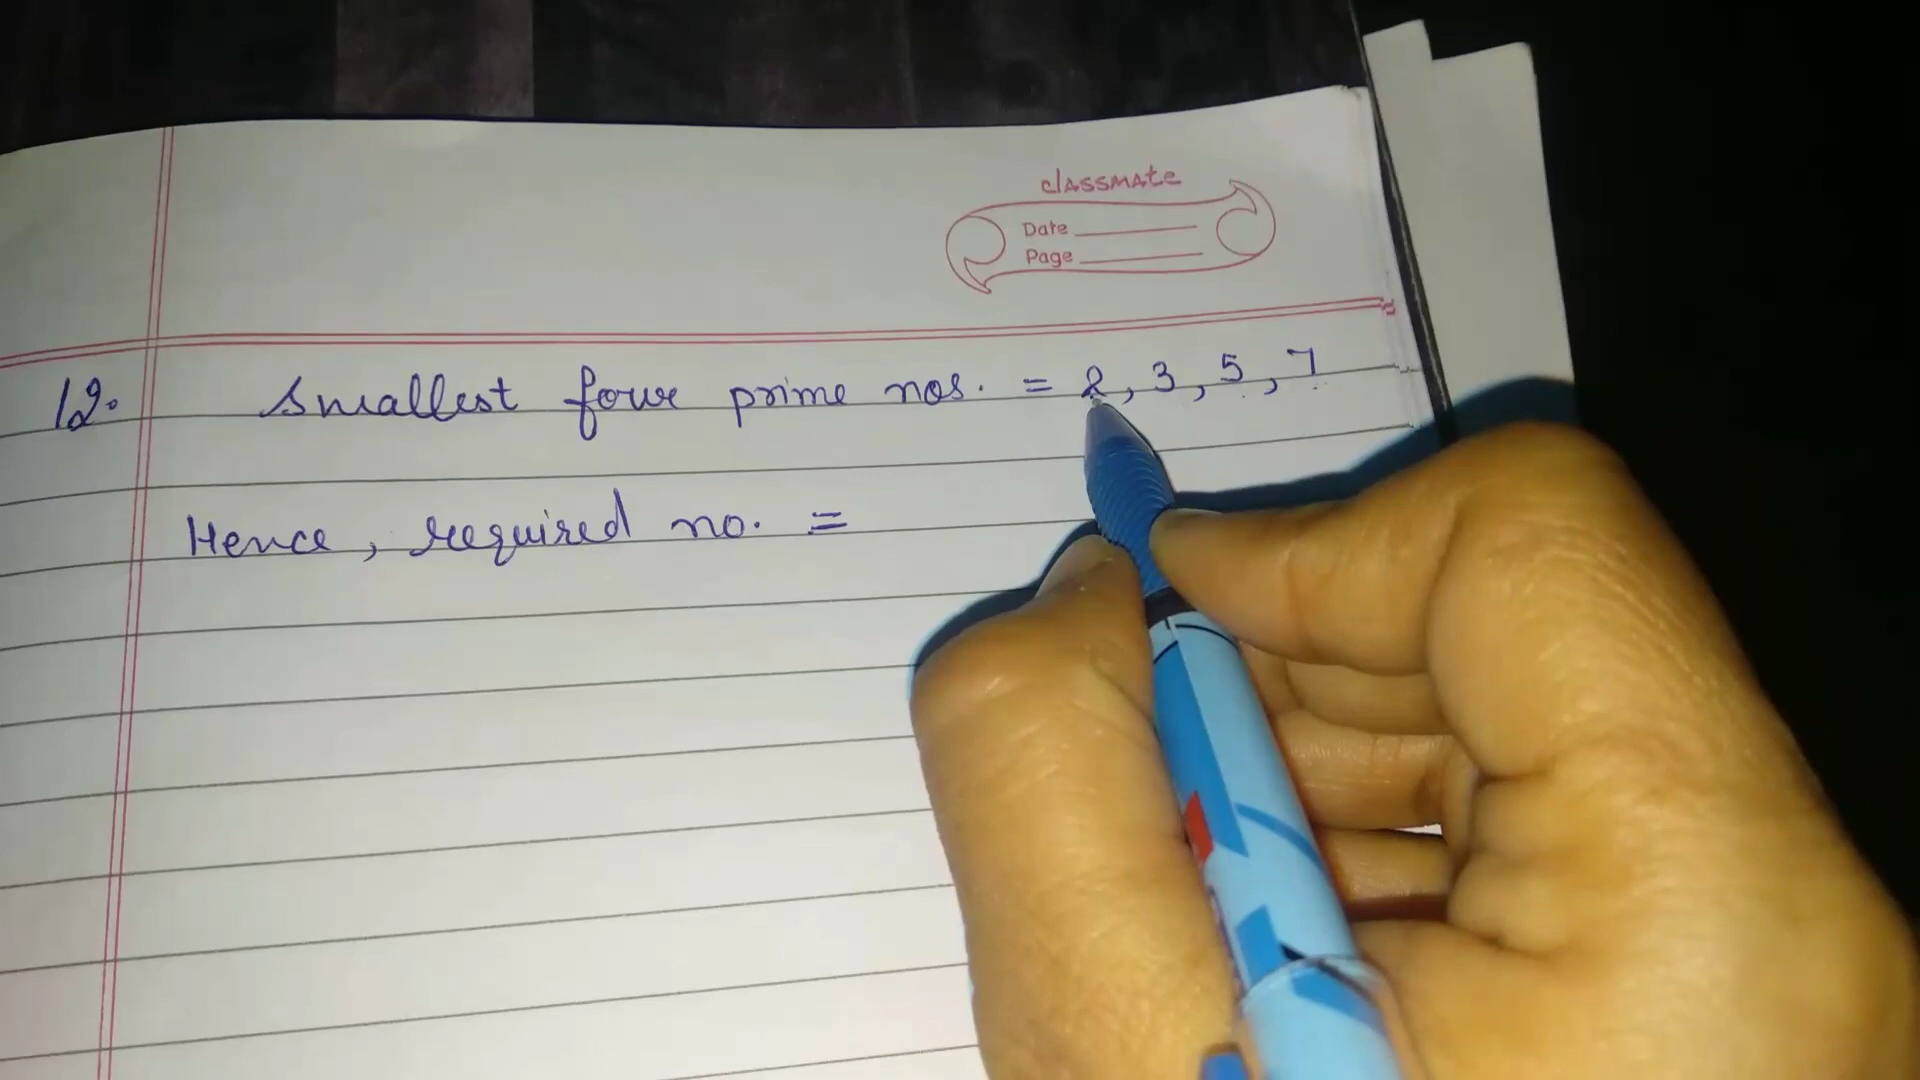 classmate
Date
Page
12. Smallest four prime nos. = 2, 3, 5, 7
Hence, required no. =